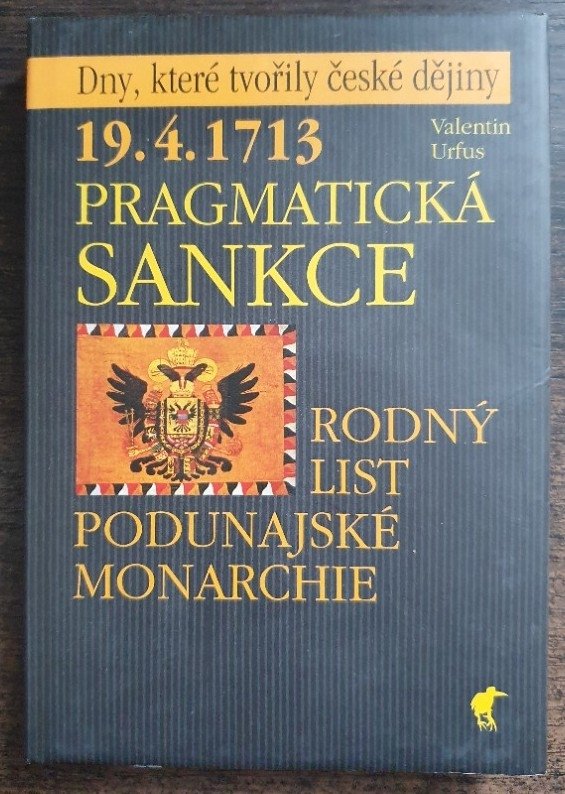 Dny, které tvořily české dějiny
19.4.1713
Valentin
Urfus
PRAGMATICKÁ
SANKCE
RODNÝ
LIST
PODUNAJSKÉ
MONARCHIE